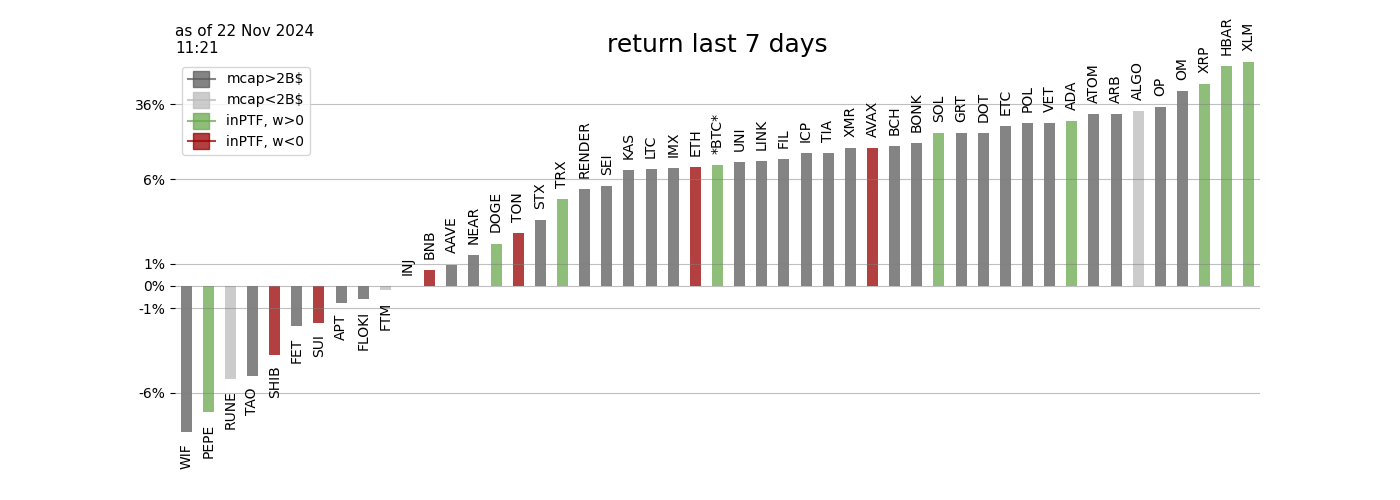 as of 22 Nov 2024
11:21
return last 7 days
mcap>2B$
mcap<2B$
inPTF, w>0
inPTF, w<0
36%
6%
1%
0%
-1%
-6%
WIF
PEPE
RUNE
TAO
SHIB
FET
SUI
APT
FLOKI
FTM
INJ
BNB
AAVE
NEAR
DOGE
TON
STX
TRX
RENDER
SEI
KAS
LTC
IMX
ETH
*BTC*
UNI
LINK
FIL
ICP
TIA
XMR
AVAX
BCH
BONK
SOL
GRT
DOT
ETC
POL
VET
ADA
ATOM
ARB
ALGO
OP
OM
XRP
HBAR
XLM